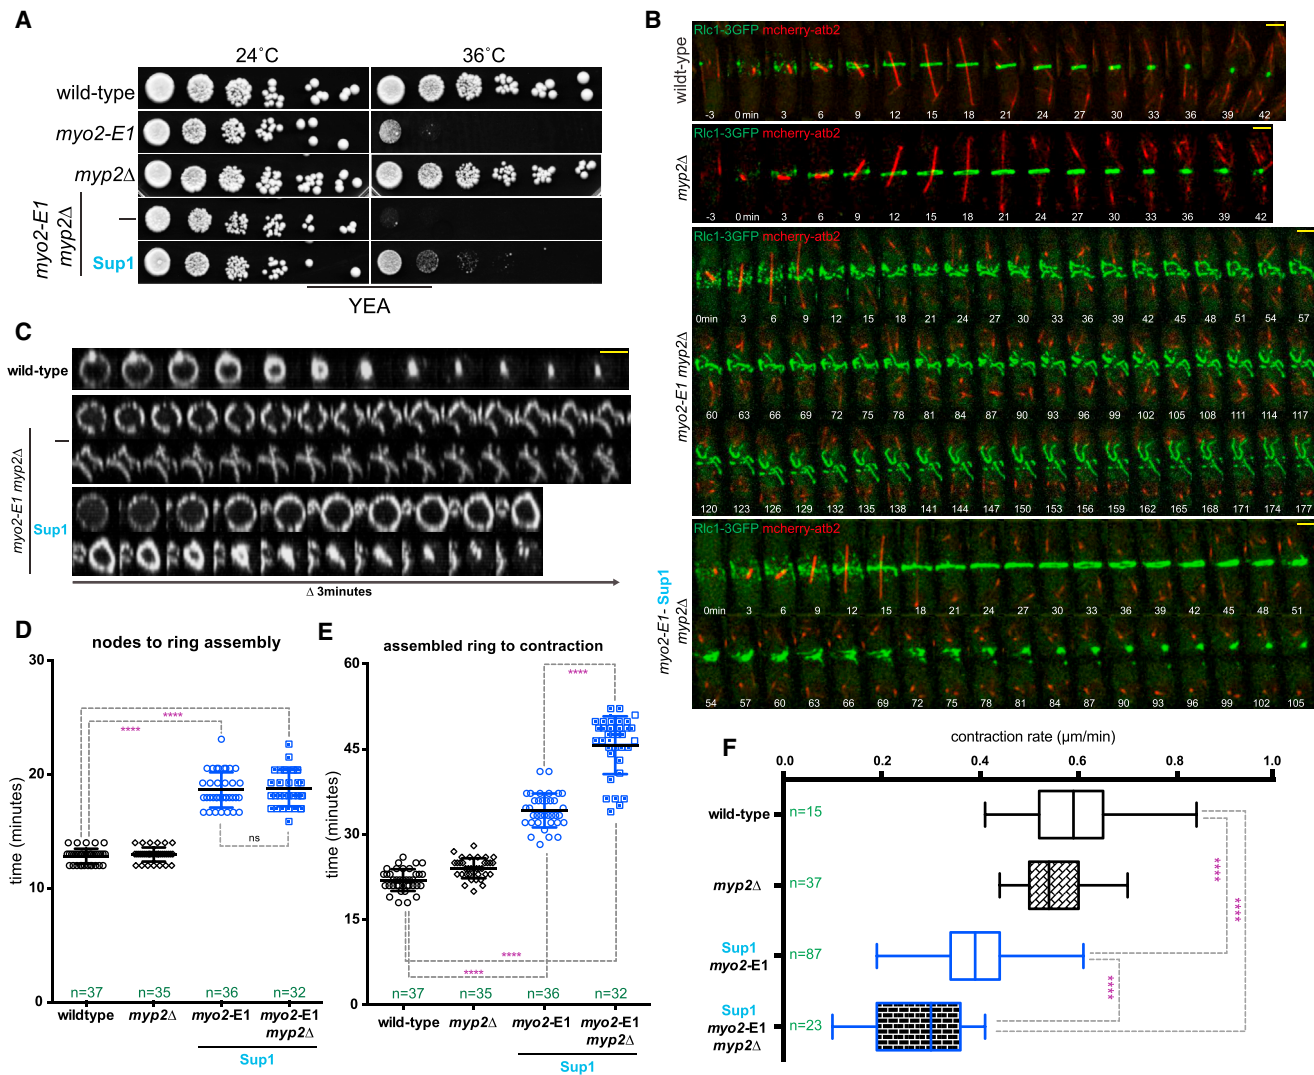 A
24°C 36°C
wild-type
myo2-E1
myp2Δ
myo2-E1 myp2Δ
—
Sup1
YEA
B
wildt-ype
Rlc1-3GFP mcherry-atb2
-3 0 min 3 6 9 12 15 18 21 24 27 30 33 36 39 42
myp2Δ
Rlc1-3GFP mcherry-atb2
-3 0 min 3 6 9 12 15 18 21 24 27 30 33 36 39 42
myo2-E1 myp2Δ
Rlc1-3GFP mcherry-atb2
0min 3 6 9 12 15 18 21 24 27 30 33 36 39 42 45 48 51 54 57
60 63 66 69 72 75 78 81 84 87 90 93 96 99 102 105 108 111 114 117
120 123 126 129 132 135 138 141 144 147 150 153 156 159 162 165 168 171 174 177
myo2-E1- Sup1
myp2Δ
Rlc1-3GFP mcherry-atb2
0min 3 6 9 12 15 18 21 24 27 30 33 36 39 42 45 48 51
54 57 60 63 66 69 72 75 78 81 84 87 90 93 96 99 102 105
C
wild-type
myo2-E1 myp2Δ
—
Sup1
Δ 3minutes
D
nodes to ring assembly
time (minutes)
30
20
10
0
****
****
ns
n=37 n=35 n=36 n=32
wildtype myp2Δ myo2-E1 myo2-E1
myp2Δ
Sup1
E
assembled ring to contraction
time (minutes)
60
45
30
15
0
****
****
****
n=37 n=35 n=36 n=32
wild-type myp2Δ myo2-E1 myo2-E1
myp2Δ
Sup1
F
contraction rate (µm/min)
0.0 0.2 0.4 0.6 0.8 1.0
wild-type n=15
myp2Δ n=37
Sup1
myo2-E1 n=87
Sup1
myo2-E1
myp2Δ
n=23
****
****
****